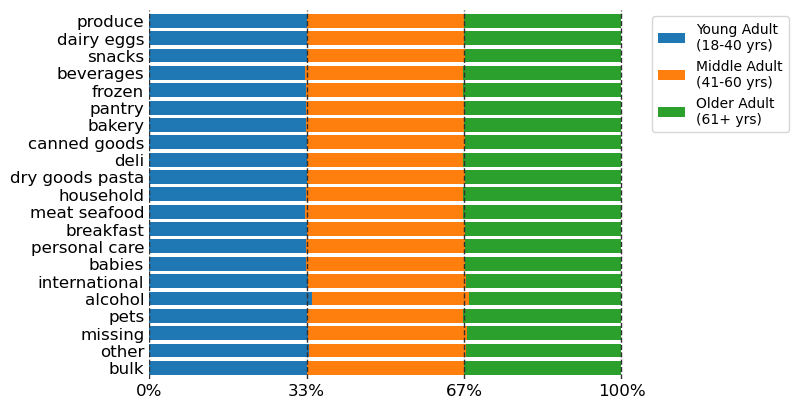 produce
dairy eggs
snacks
beverages
frozen
pantry
bakery
canned goods
deli
dry goods pasta
household
meat seafood
breakfast
personal care
babies
international
alcohol
pets
missing
other
bulk
0% 33% 67% 100%
Young Adult
(18-40 yrs)
Middle Adult
(41-60 yrs)
Older Adult
(61+ yrs)